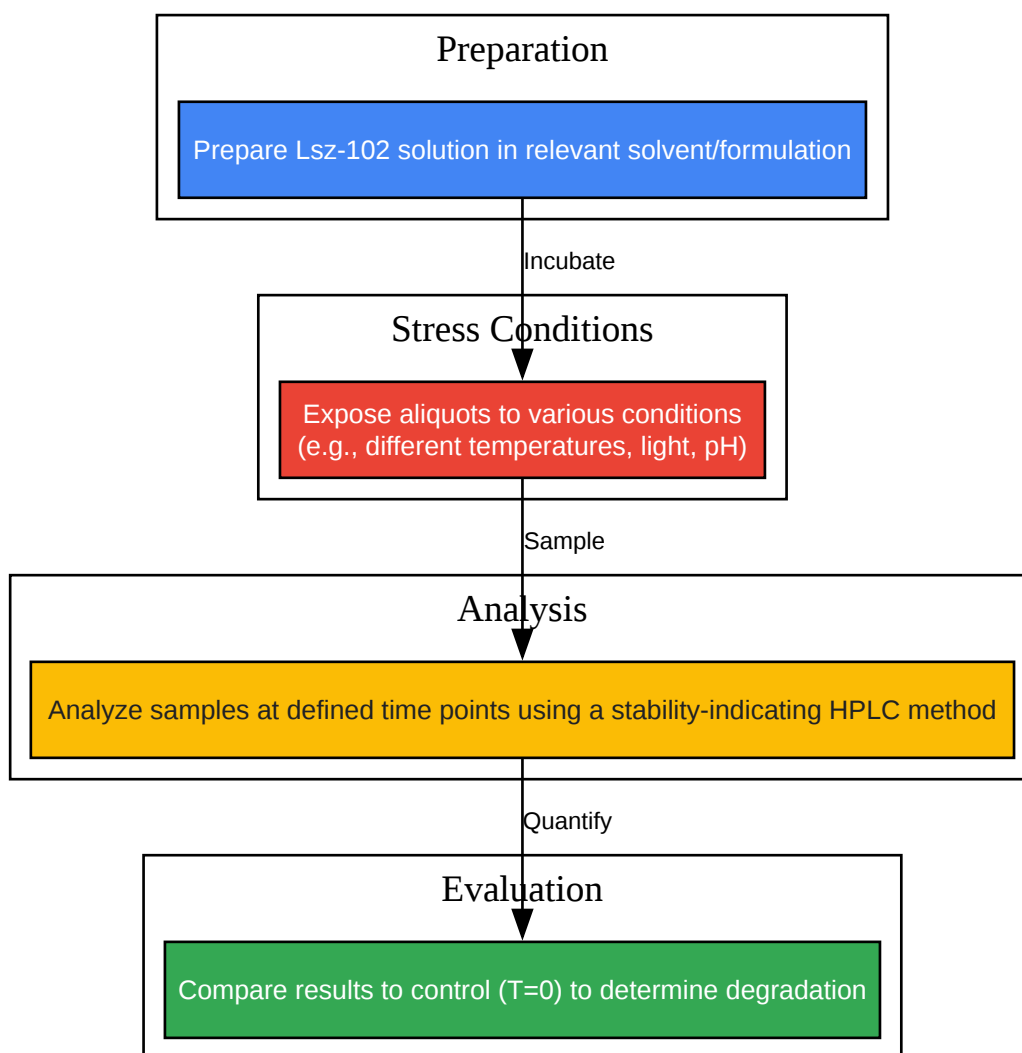 Preparation
Prepare Lsz-102 solution in relevant solvent/formulation
Incubate
Stress Conditions
Expose aliquots to various conditions
(e.g., different temperatures, light, pH)
Sample
Analysis
Analyze samples at defined time points using a stability-indicating HPLC method
Quantify
Evaluation
Compare results to control (T=0) to determine degradation